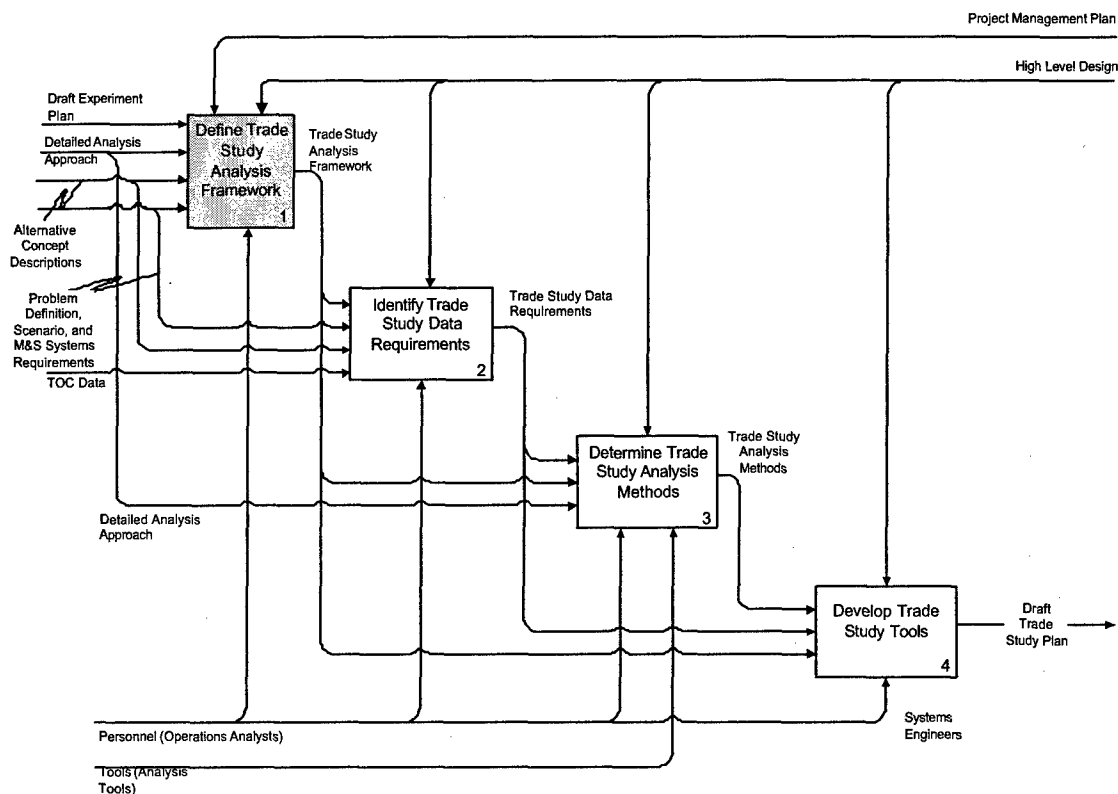 Project Management Plan
High Level Design
Draft Experiment
Plan
Detailed Analysis
Approach
Define Trade
Study
Analysis
Framework
1
Trade Study
Analysis
Framework
Alternative
Concept
Descriptions
Problem
Definition,
Scenario, and
M&S Systems
Requirements
TOC Data
Identify Trade
Study Data
Requirements
2
Trade Study Data
Requirements
Determine Trade
Study Analysis
Methods
3
Trade Study
Analysis
Methods
Detailed Analysis
Approach
Develop Trade
Study Tools
4
Draft
Trade
Study Plan
Personnel (Operations Analysts)
Systems
Engineers
Tools (Analysis
Tools)